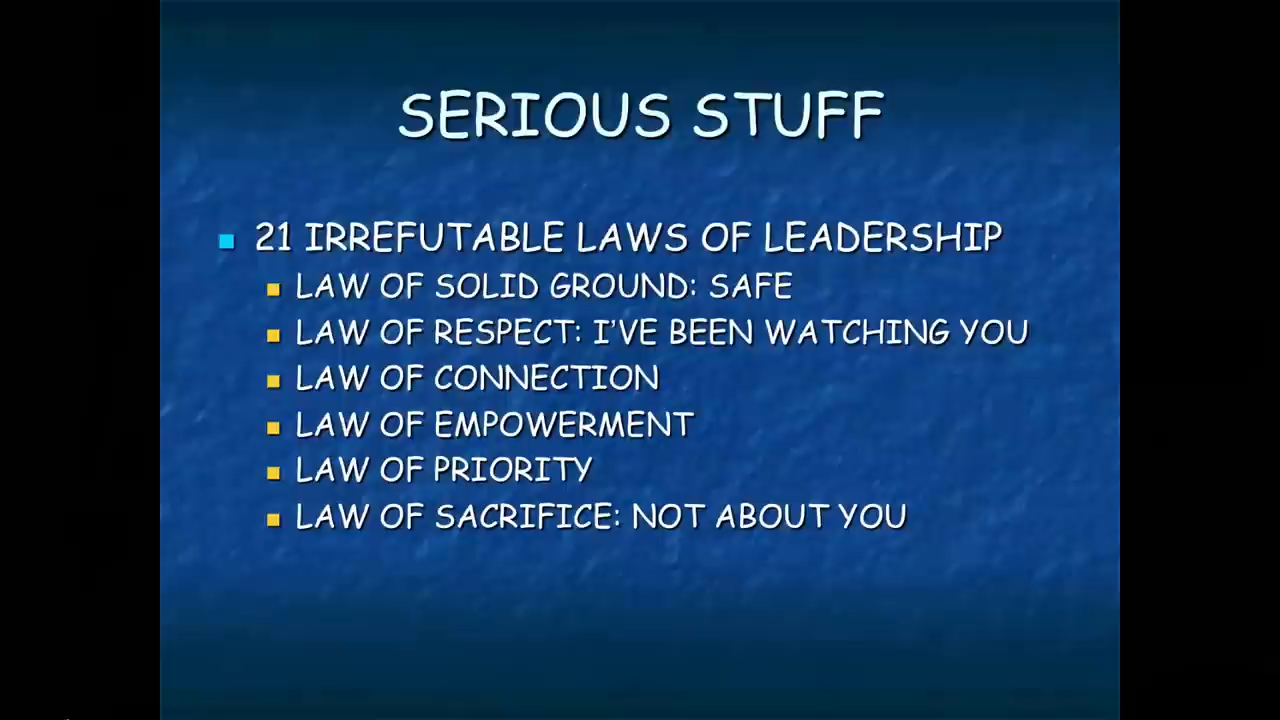 SERIOUS STUFF
21 IRREFUTABLE LAWS OF LEADERSHIP
LAW OF SOLID GROUND: SAFE
LAW OF RESPECT: I'VE BEEN WATCHING YOU
LAW OF CONNECTION
LAW OF EMPOWERMENT
LAW OF PRIORITY
LAW OF SACRIFICE: NOT ABOUT YOU